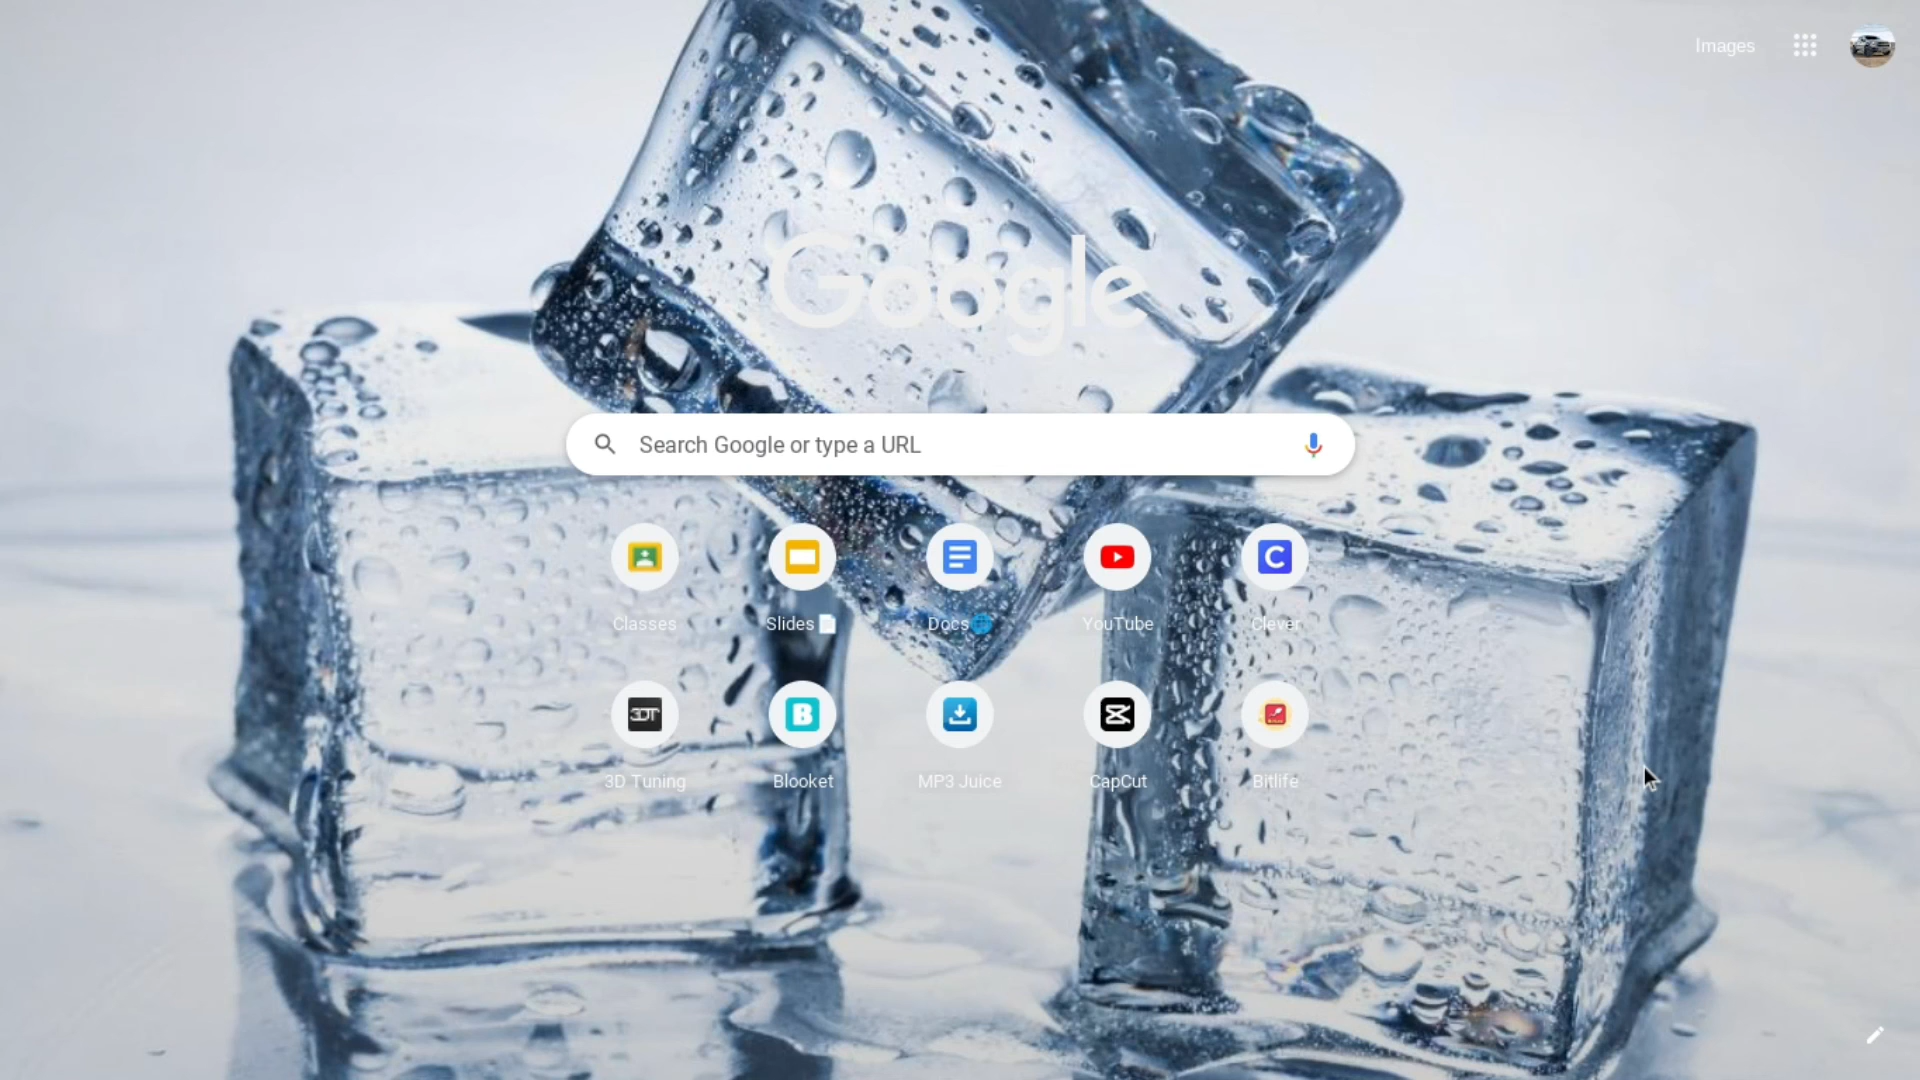 Images
Google
Search Google or type a URL
Classes
Slides📄
Docs🌐
YouTube
Clever
3DT
B
3D Tuning
Blooket
MP3 Juice
CapCut
Bitlife